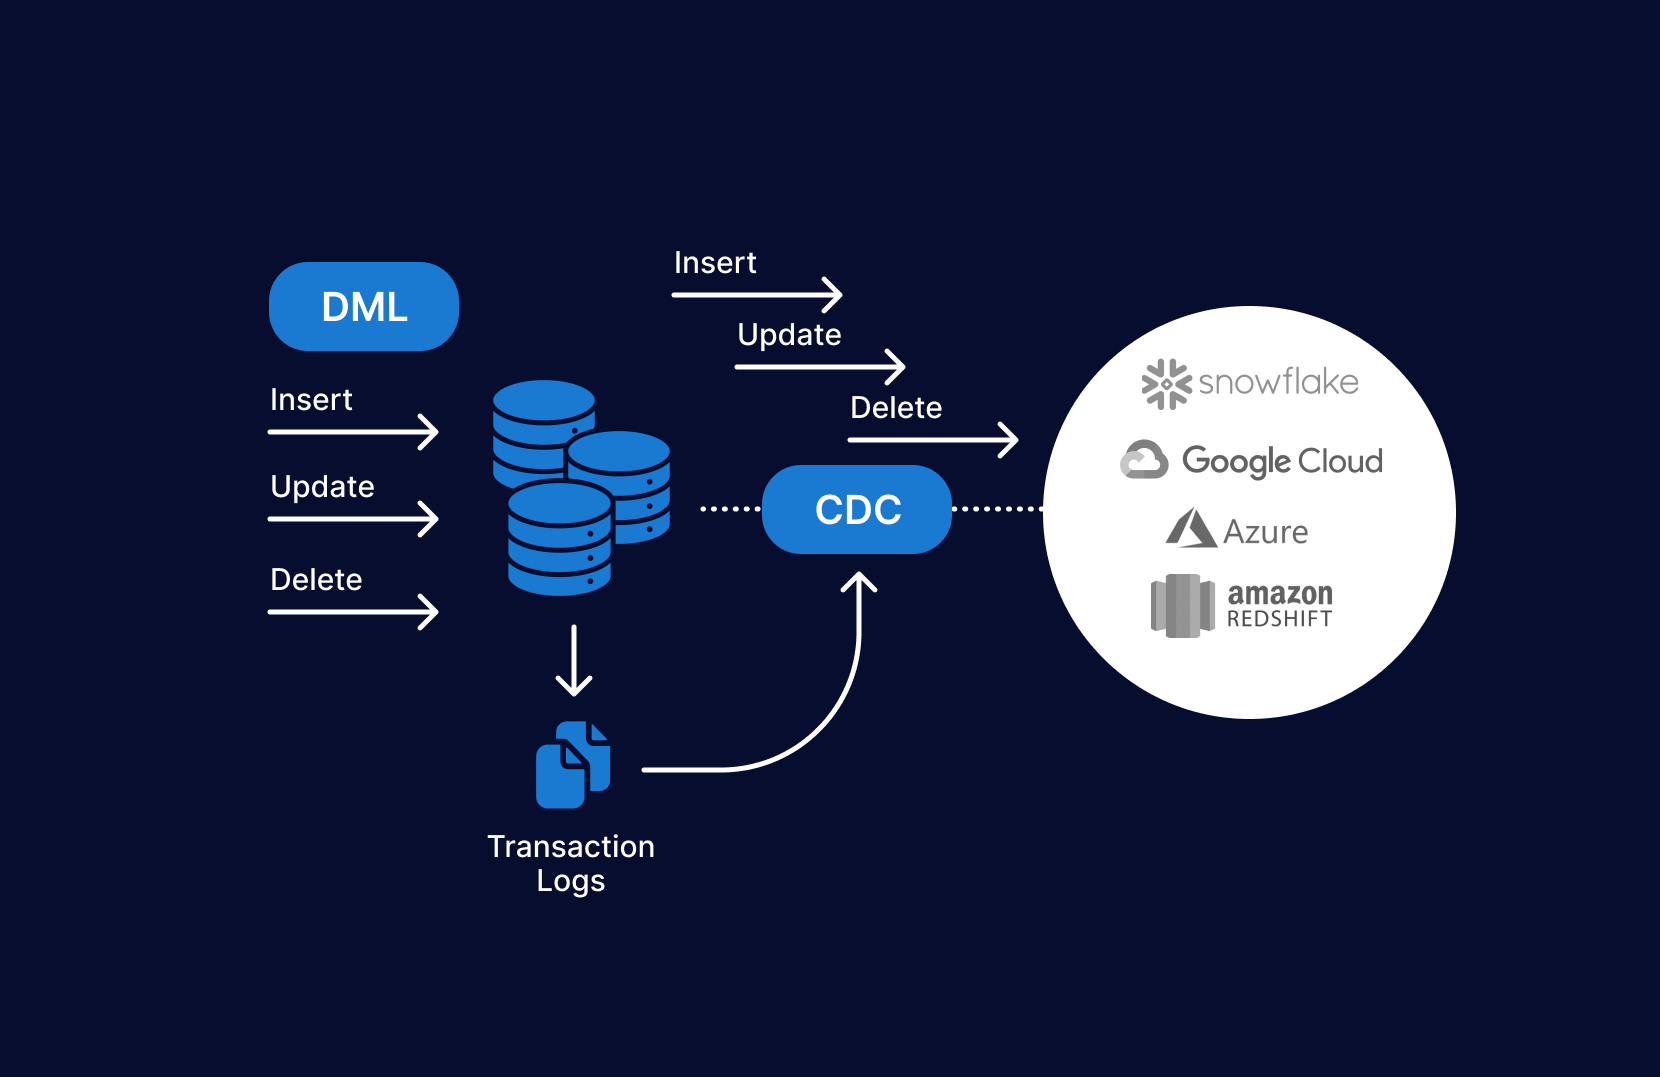 DML
Insert
Update
Delete
Transaction
Logs
Insert
Update
Delete
CDC
snowflake
Google Cloud
Azure
amazon
REDSHIFT